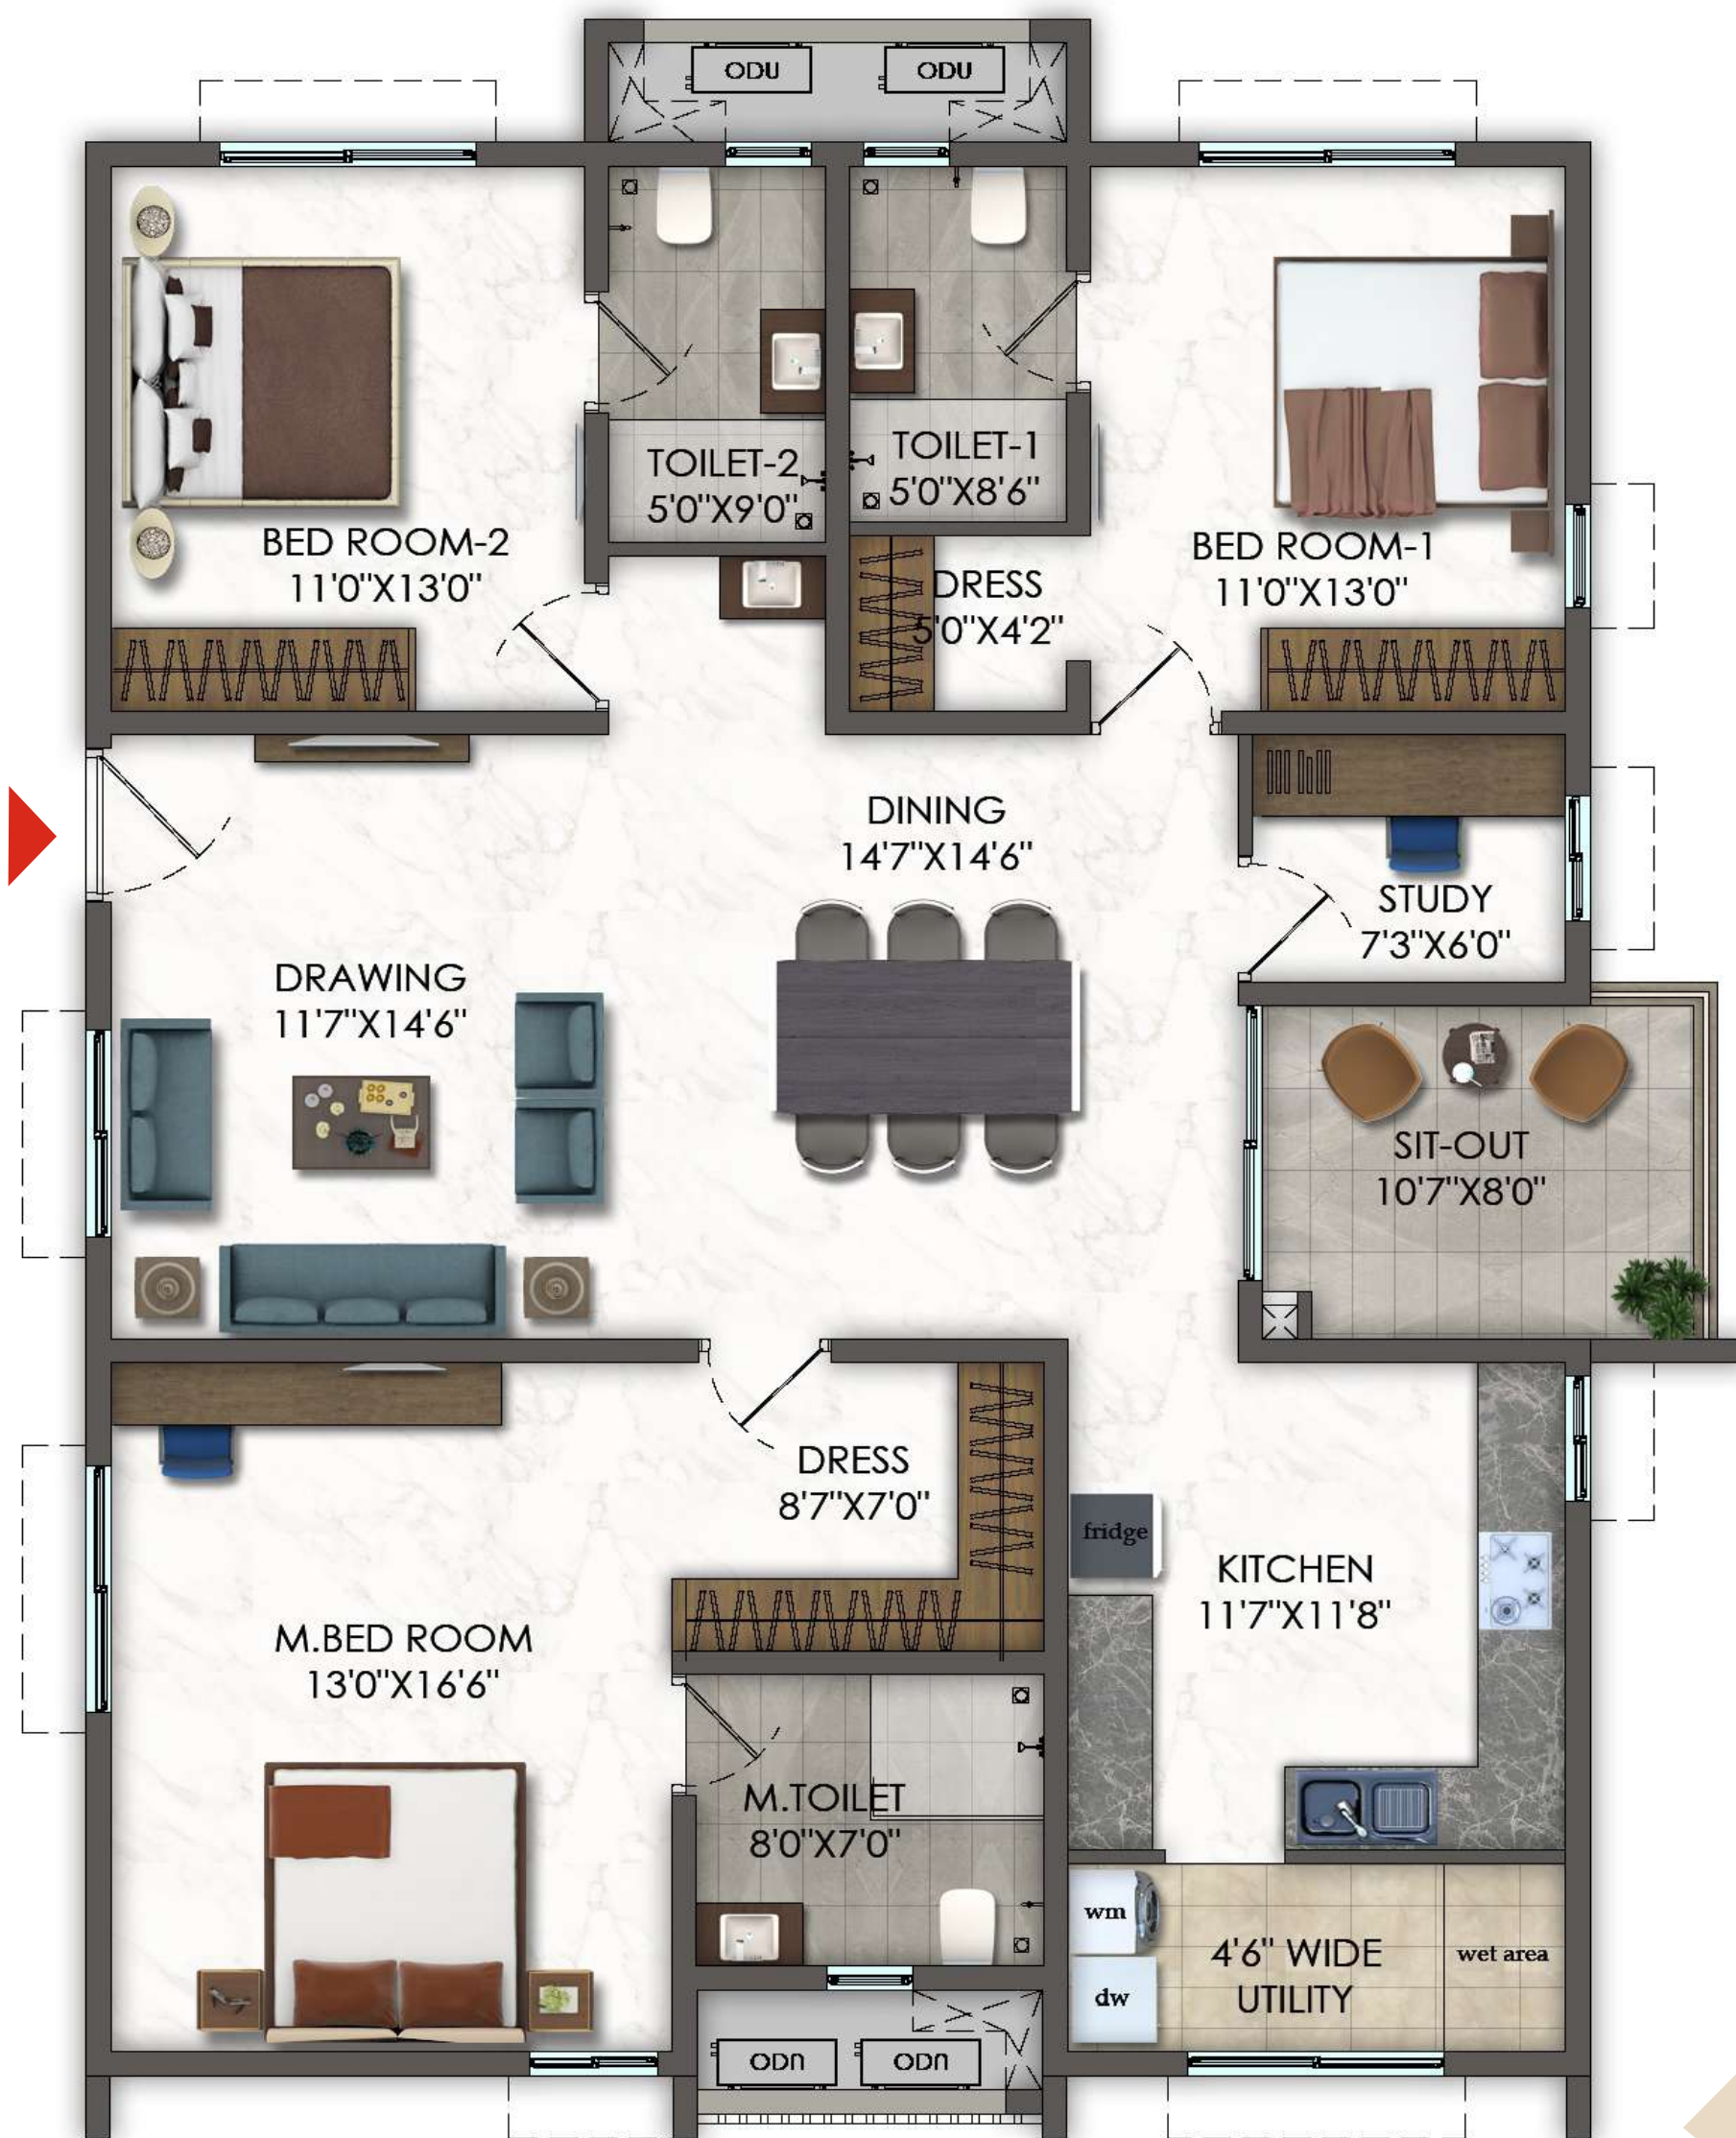 ODU
ODU
TOILET-2
5'0"X9'0"
TOILET-1
5'0"X8'6"
BED ROOM-2
11'0"X13'0"
DRESS
5'0"X4'2"
BED ROOM-1
11'0"X13'0"
DINING
14'7"X14'6"
STUDY
7'3"X6'0"
DRAWING
11'7"X14'6"
SIT-OUT
10'7"X8'0"
DRESS
8'7"X7'0"
fridge
KITCHEN
11'7"X11'8"
M.BED ROOM
13'0"X16'6"
M.TOILET
8'0"X7'0"
wm
dw
4'6" WIDE
UTILITY
wet area
ODU
ODU